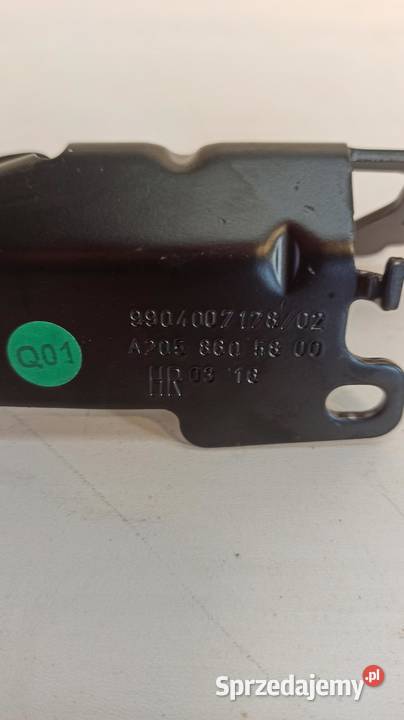 9904007178/02
A205 860 58 00
HR 03 16
Q01
Sprzedajemy.pl